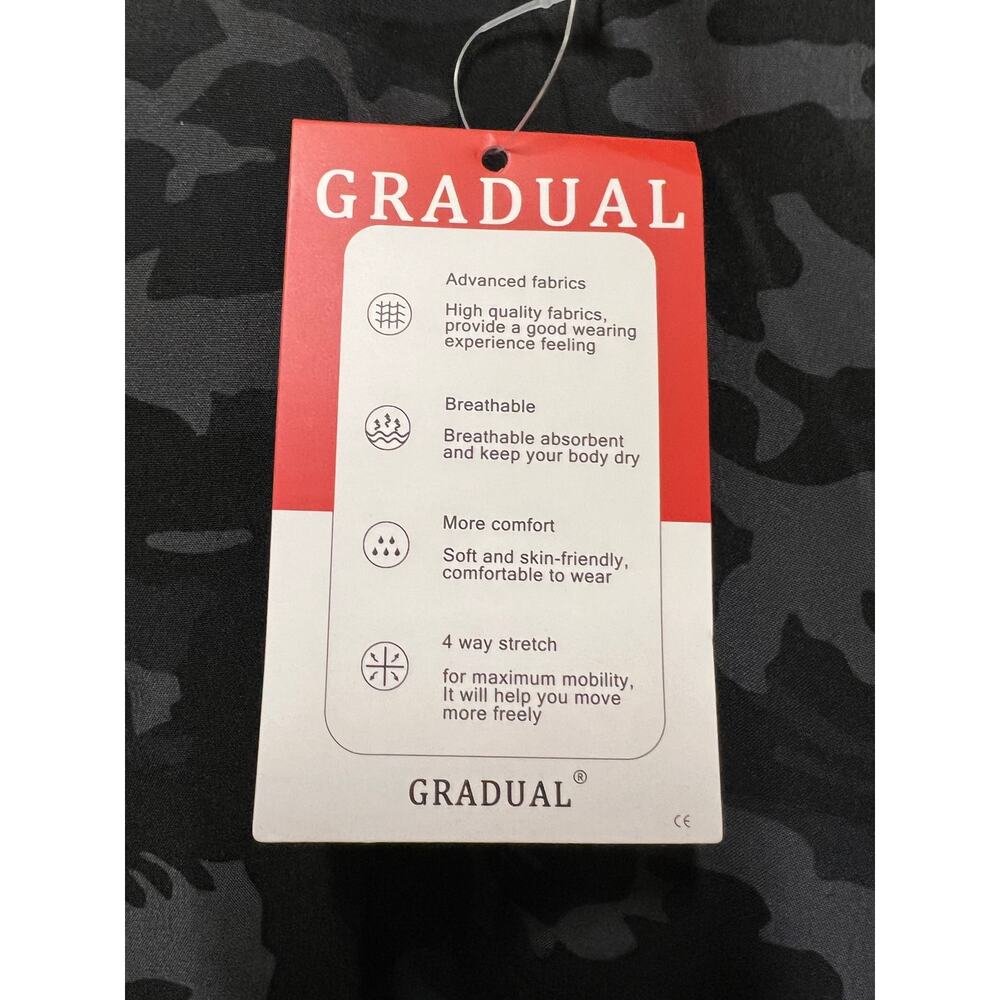 GRADUAL
Advanced fabrics
High quality fabrics,
provide a good wearing
experience feeling
Breathable
Breathable absorbent
and keep your body dry
More comfort
Soft and skin-friendly,
comfortable to wear
4 way stretch
for maximum mobility,
It will help you move
more freely
GRADUAL®
CE